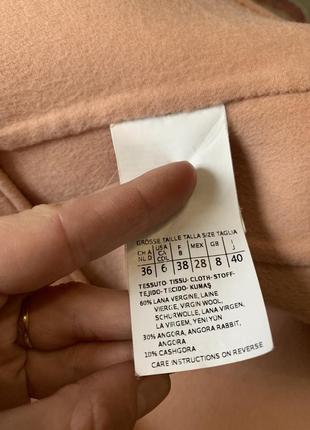 GRÖSSE TAILLE TALLA SIZE TAGLIA
CH A USA F MEX GB I
NL D CA B J
CDL
36 6 38 28 8 40
TESSUTO-TISSU-CLOTH-STOFF-
TEJIDO-TECIDO-KUMAŞ
60% LANA VERGINE, LAINE
VIERGE, VIRGIN WOOL,
SCHURWOLLE, LANA VIRGEN,
LA VIRGEM, YENİ YÜN
30% ANGORA, ANGORA RABBIT,
ANGORA
10% CASHGORA
CARE INSTRUCTIONS ON REVERSE